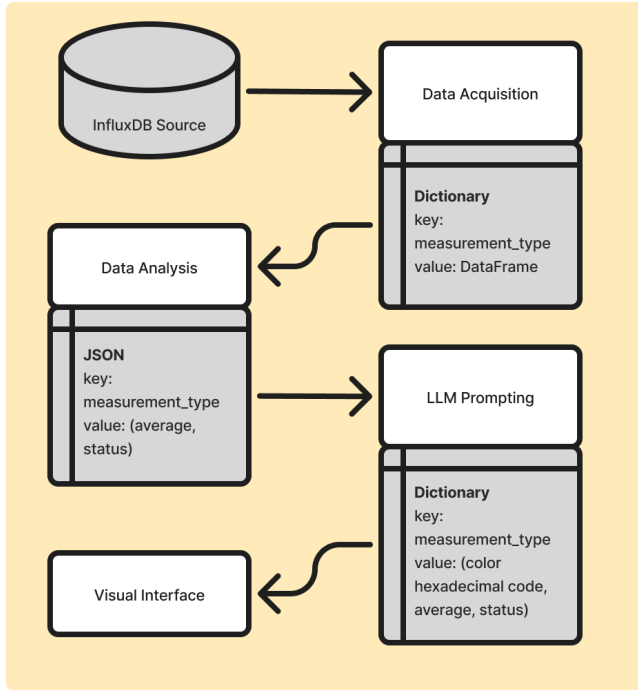 InfluxDB Source
Data Acquisition
Dictionary
key:
measurement_type
value: DataFrame
Data Analysis
JSON
key:
measurement_type
value: (average,
status)
LLM Prompting
Dictionary
key:
measurement_type
value: (color
hexadecimal code,
average, status)
Visual Interface